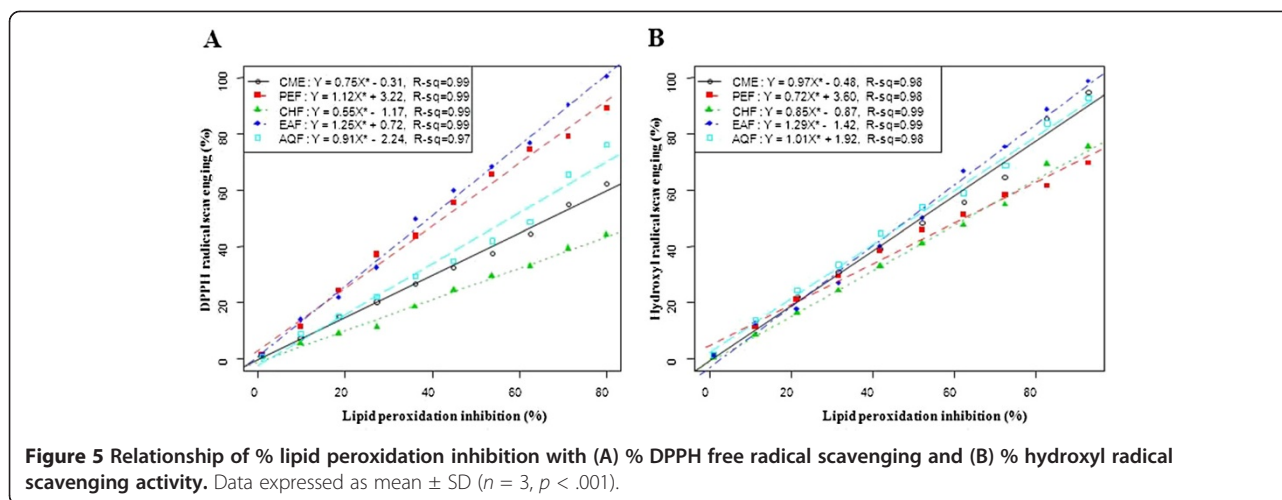 A
CME : Y = 0.75X* - 0.31, R-sq=0.99
PEF : Y = 1.12X* + 3.22, R-sq=0.99
CHF : Y = 0.55X* - 1.17, R-sq=0.99
EAF : Y = 1.25X* + 0.72, R-sq=0.99
AQF : Y = 0.91X* - 2.24, R-sq=0.97
DPPH radical scavenging (%)
0 20 40 60 80 100
0 20 40 60 80
Lipid peroxidation inhibition (%)
B
CME : Y = 0.97X* - 0.48, R-sq=0.98
PEF : Y = 0.72X* + 3.60, R-sq=0.98
CHF : Y = 0.85X* - 0.87, R-sq=0.99
EAF : Y = 1.29X* - 1.42, R-sq=0.99
AQF : Y = 1.01X* + 1.92, R-sq=0.98
Hydroxyl radical scavenging (%)
0 20 40 60 80 100
0 20 40 60 80
Lipid peroxidation inhibition (%)
Figure 5 Relationship of % lipid peroxidation inhibition with (A) % DPPH free radical scavenging and (B) % hydroxyl radical
scavenging activity. Data expressed as mean ± SD (n = 3, p < .001).